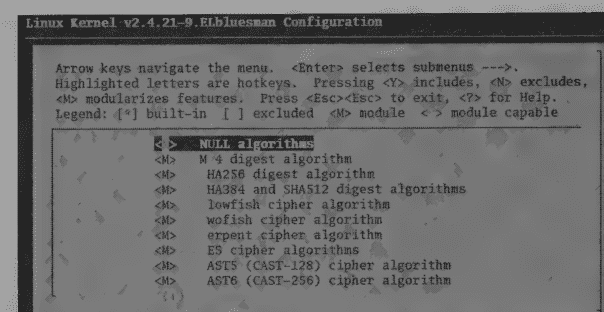 Linux Kernel v2.4.21-9.ELbluesman Configuration
Arrow keys navigate the menu. <Enter> selects submenus --->.
Highlighted letters are hotkeys. Pressing <Y> includes, <N> excludes,
<M> modularizes features. Press <Esc><Esc> to exit, <?> for Help.
Legend: [*] built-in [ ] excluded <M> module < > module capable
< > NULL algorithms
<M> M 4 digest algorithm
<M> HA256 digest algorithm
<M> HA384 and SHA512 digest algorithms
<M> lowfish cipher algorithm
<M> wofish cipher algorithm
<M> erpent cipher algorithm
<M> ES cipher algorithms
<M> AST5 (CAST-128) cipher algorithm
<M> AST6 (CAST-256) cipher algorithm